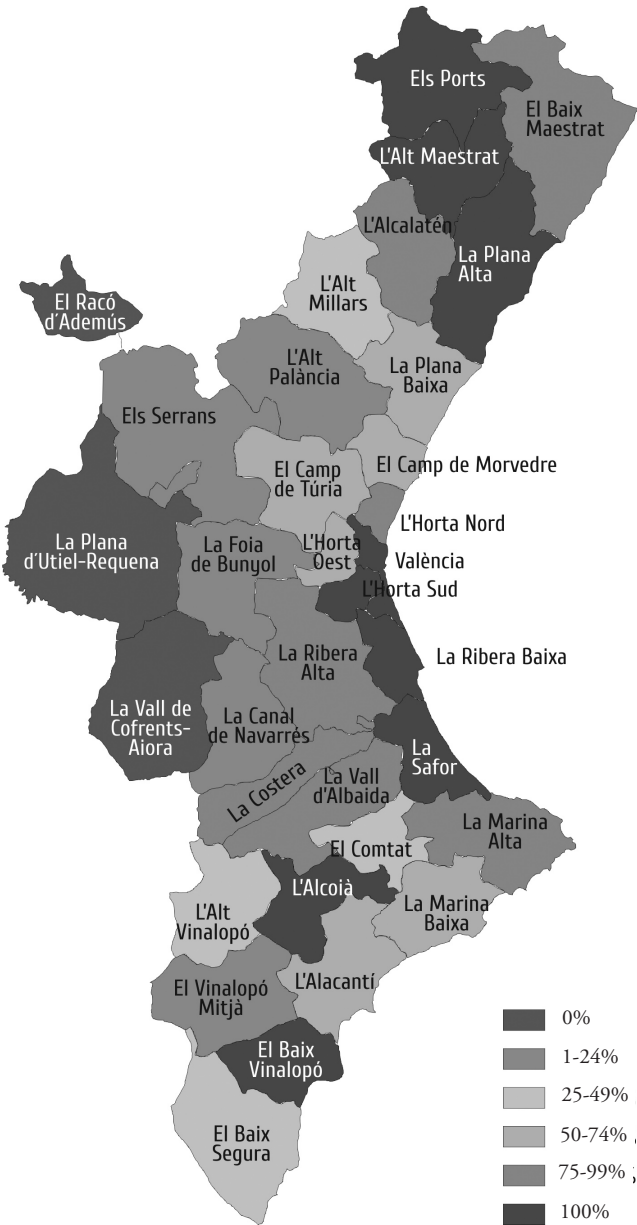 Els Ports
El Baix
Maestrat
L'Alt Maestrat
L'Alcalatén
La Plana
Alta
L'Alt
Millars
El Racó
d´Ademús
L'Alt
Palància
La Plana
Baixa
Els Serrans
El Camp
de Túria
El Camp de Morvedre
L'Horta Nord
La Plana
d´Utiel-Requena
La Foia
de Bunyol
L'Horta
Oest
València
L'Horta Sud
La Ribera
Alta
La Ribera Baixa
La Vall de
Cofrents-
Aiora
La Canal
de Navarrés
La
Safor
La Costera
La Vall
d'Albaida
La Marina
Alta
El Comtat
L'Alcoià
La Marina
Baixa
L'Alt
Vinalopó
L'Alacantí
El Vinalopó
Mitjà
El Baix
Vinalopó
El Baix
Segura
0%
1-24%
25-49%
50-74%
75-99%
100%